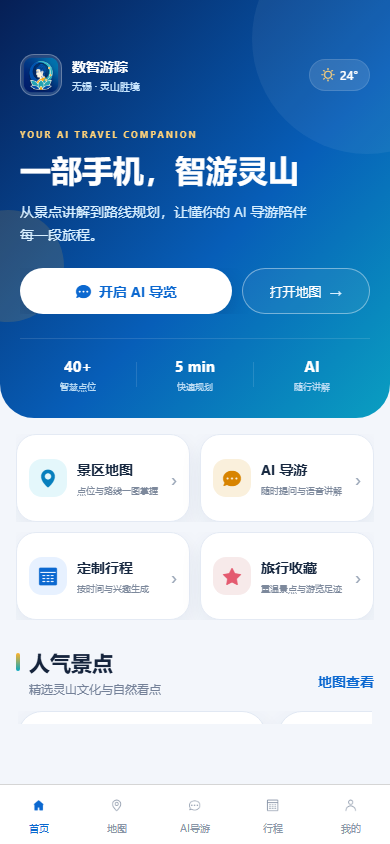 数智游踪
无锡 · 灵山胜境
24°
YOUR AI TRAVEL COMPANION
一部手机，智游灵山
从景点讲解到路线规划，让懂你的 AI 导游陪伴
每一段旅程。
开启 AI 导览
打开地图 →
40+
智慧点位
5 min
快速规划
AI
随行讲解
景区地图
点位与路线一图掌握
AI 导游
随时提问与语音讲解
定制行程
按时间与兴趣生成
旅行收藏
重温景点与游览足迹
人气景点
精选灵山文化与自然看点
地图查看
首页
地图
AI导游
行程
我的